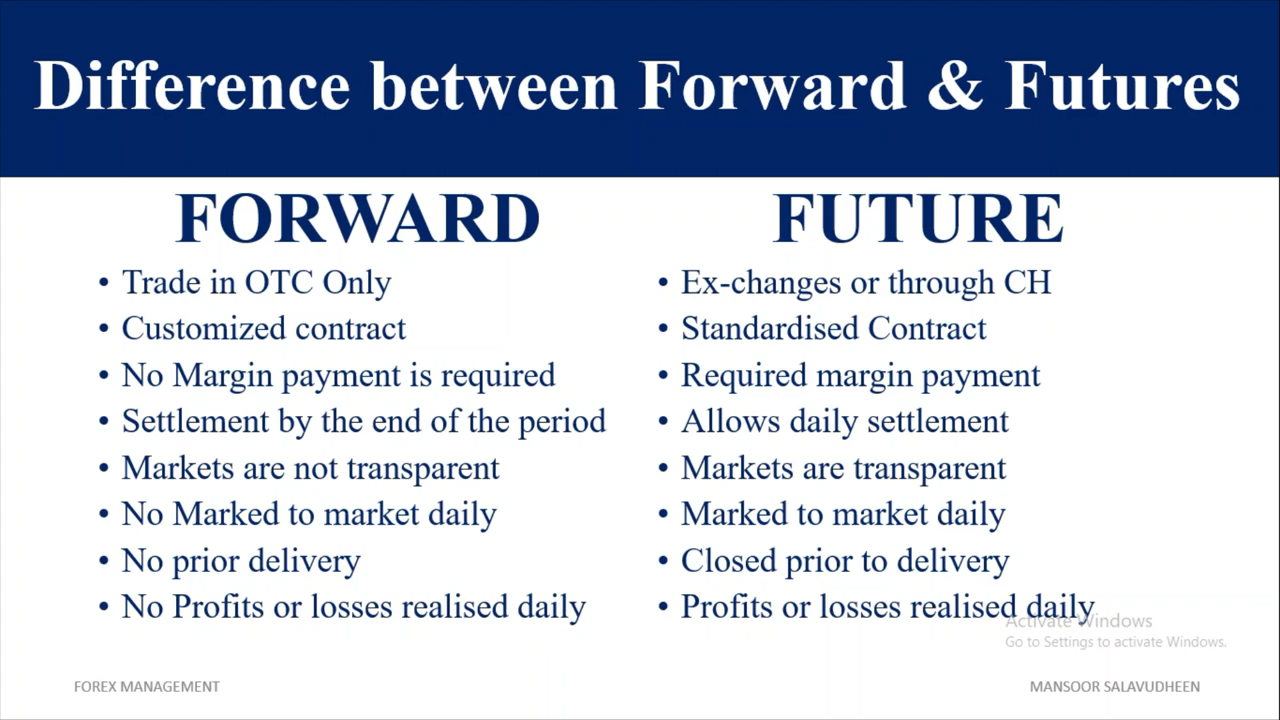 Difference between Forward & Futures
FORWARD
• Trade in OTC Only
• Customized contract
• No Margin payment is required
• Settlement by the end of the period
• Markets are not transparent
• No Marked to market daily
• No prior delivery
• No Profits or losses realised daily
FUTURE
• Ex-changes or through CH
• Standardised Contract
• Required margin payment
• Allows daily settlement
• Markets are transparent
• Marked to market daily
• Closed prior to delivery
• Profits or losses realised daily
Activate Windows
Go to Settings to activate Windows.
FOREX MANAGEMENT
MANSOOR SALAVUDHEEN